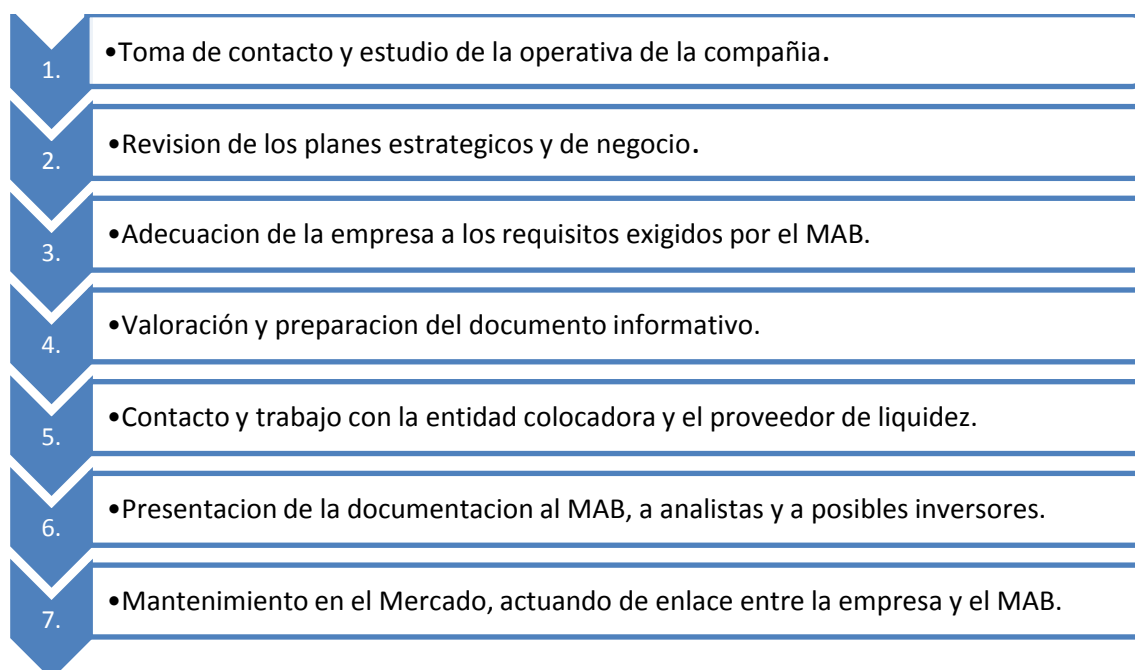 1. •Toma de contacto y estudio de la operativa de la compañia.
2. •Revision de los planes estrategicos y de negocio.
3. •Adecuacion de la empresa a los requisitos exigidos por el MAB.
4. •Valoración y preparacion del documento informativo.
5. •Contacto y trabajo con la entidad colocadora y el proveedor de liquidez.
6. •Presentacion de la documentacion al MAB, a analistas y a posibles inversores.
7. •Mantenimiento en el Mercado, actuando de enlace entre la empresa y el MAB.